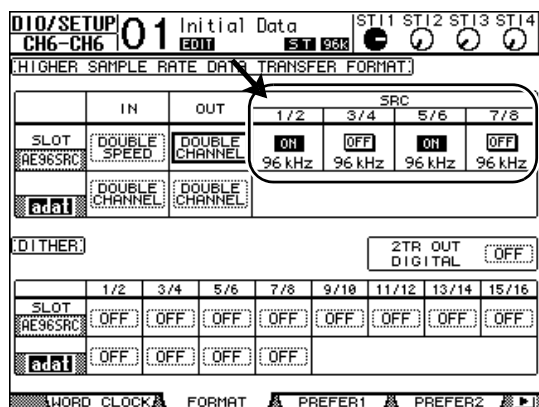 DIO/SETUP 01 Initial Data STI1 STI2 STI3 STI4
CH6-CH6 EDIT ST 96K
HIGHER SAMPLE RATE DATA TRANSFER FORMAT
IN OUT SRC
1/2 3/4 5/6 7/8
SLOT DOUBLE SPEED DOUBLE CHANNEL ON OFF ON OFF
AE96SRC 96 kHz 96 kHz 96 kHz 96 kHz
adat DOUBLE CHANNEL DOUBLE CHANNEL
DITHER 2TR OUT DIGITAL OFF
1/2 3/4 5/6 7/8 9/10 11/12 13/14 15/16
SLOT
AE96SRC OFF OFF OFF OFF OFF OFF OFF OFF
adat OFF OFF OFF OFF
WORD CLOCK FORMAT PREFER1 PREFER2